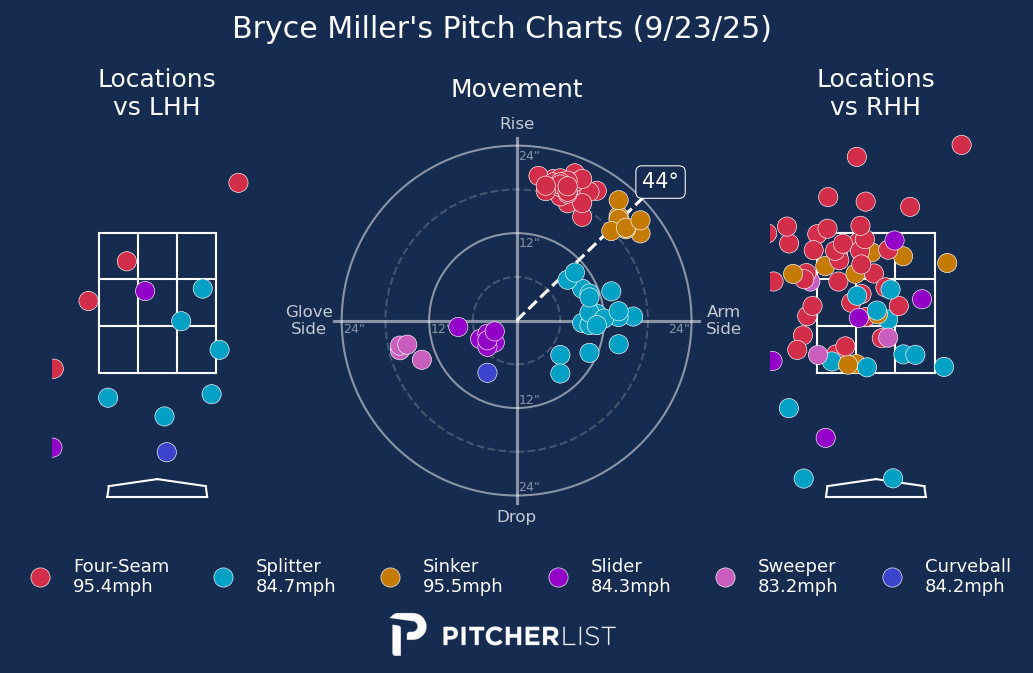 Bryce Miller's Pitch Charts (9/23/25)
Locations
vs LHH
Movement
Locations
vs RHH
Rise
24"
44°
12"
Glove
Side
24"
12"
24"
Arm
Side
12"
24"
Drop
Four-Seam
95.4mph
Splitter
84.7mph
Sinker
95.5mph
Slider
84.3mph
Sweeper
83.2mph
Curveball
84.2mph
PITCHERLIST